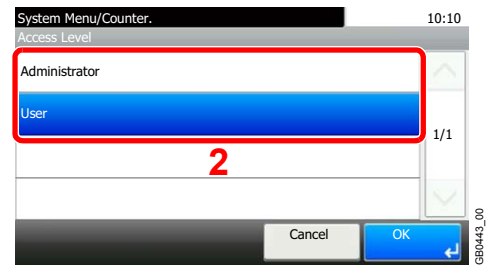 System Menu/Counter. 10:10
Access Level
Administrator
User
1/1
2
Cancel OK
GB0443_00